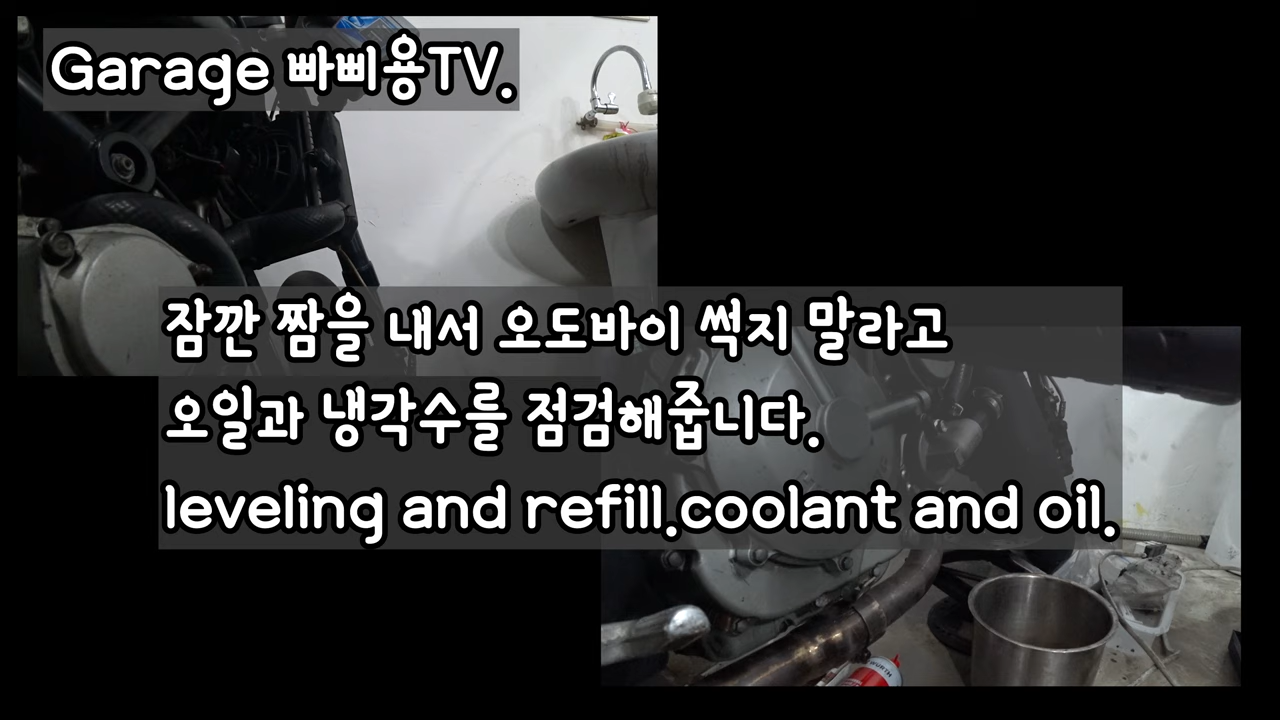 Garage 빠삐용TV.
잠깐 짬을 내서 오도바이 썩지 말라고
오일과 냉각수를 점검해줍니다.
leveling and refill.coolant and oil.
WÜRTH